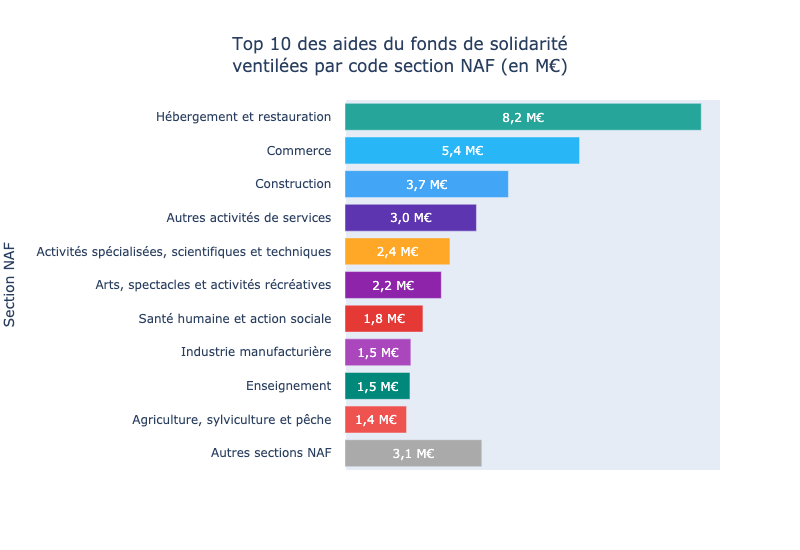 Top 10 des aides du fonds de solidarité
ventilées par code section NAF (en M€)
Section NAF
Hébergement et restauration 8,2 M€
Commerce 5,4 M€
Construction 3,7 M€
Autres activités de services 3,0 M€
Activités spécialisées, scientifiques et techniques 2,4 M€
Arts, spectacles et activités récréatives 2,2 M€
Santé humaine et action sociale 1,8 M€
Industrie manufacturière 1,5 M€
Enseignement 1,5 M€
Agriculture, sylviculture et pêche 1,4 M€
Autres sections NAF 3,1 M€